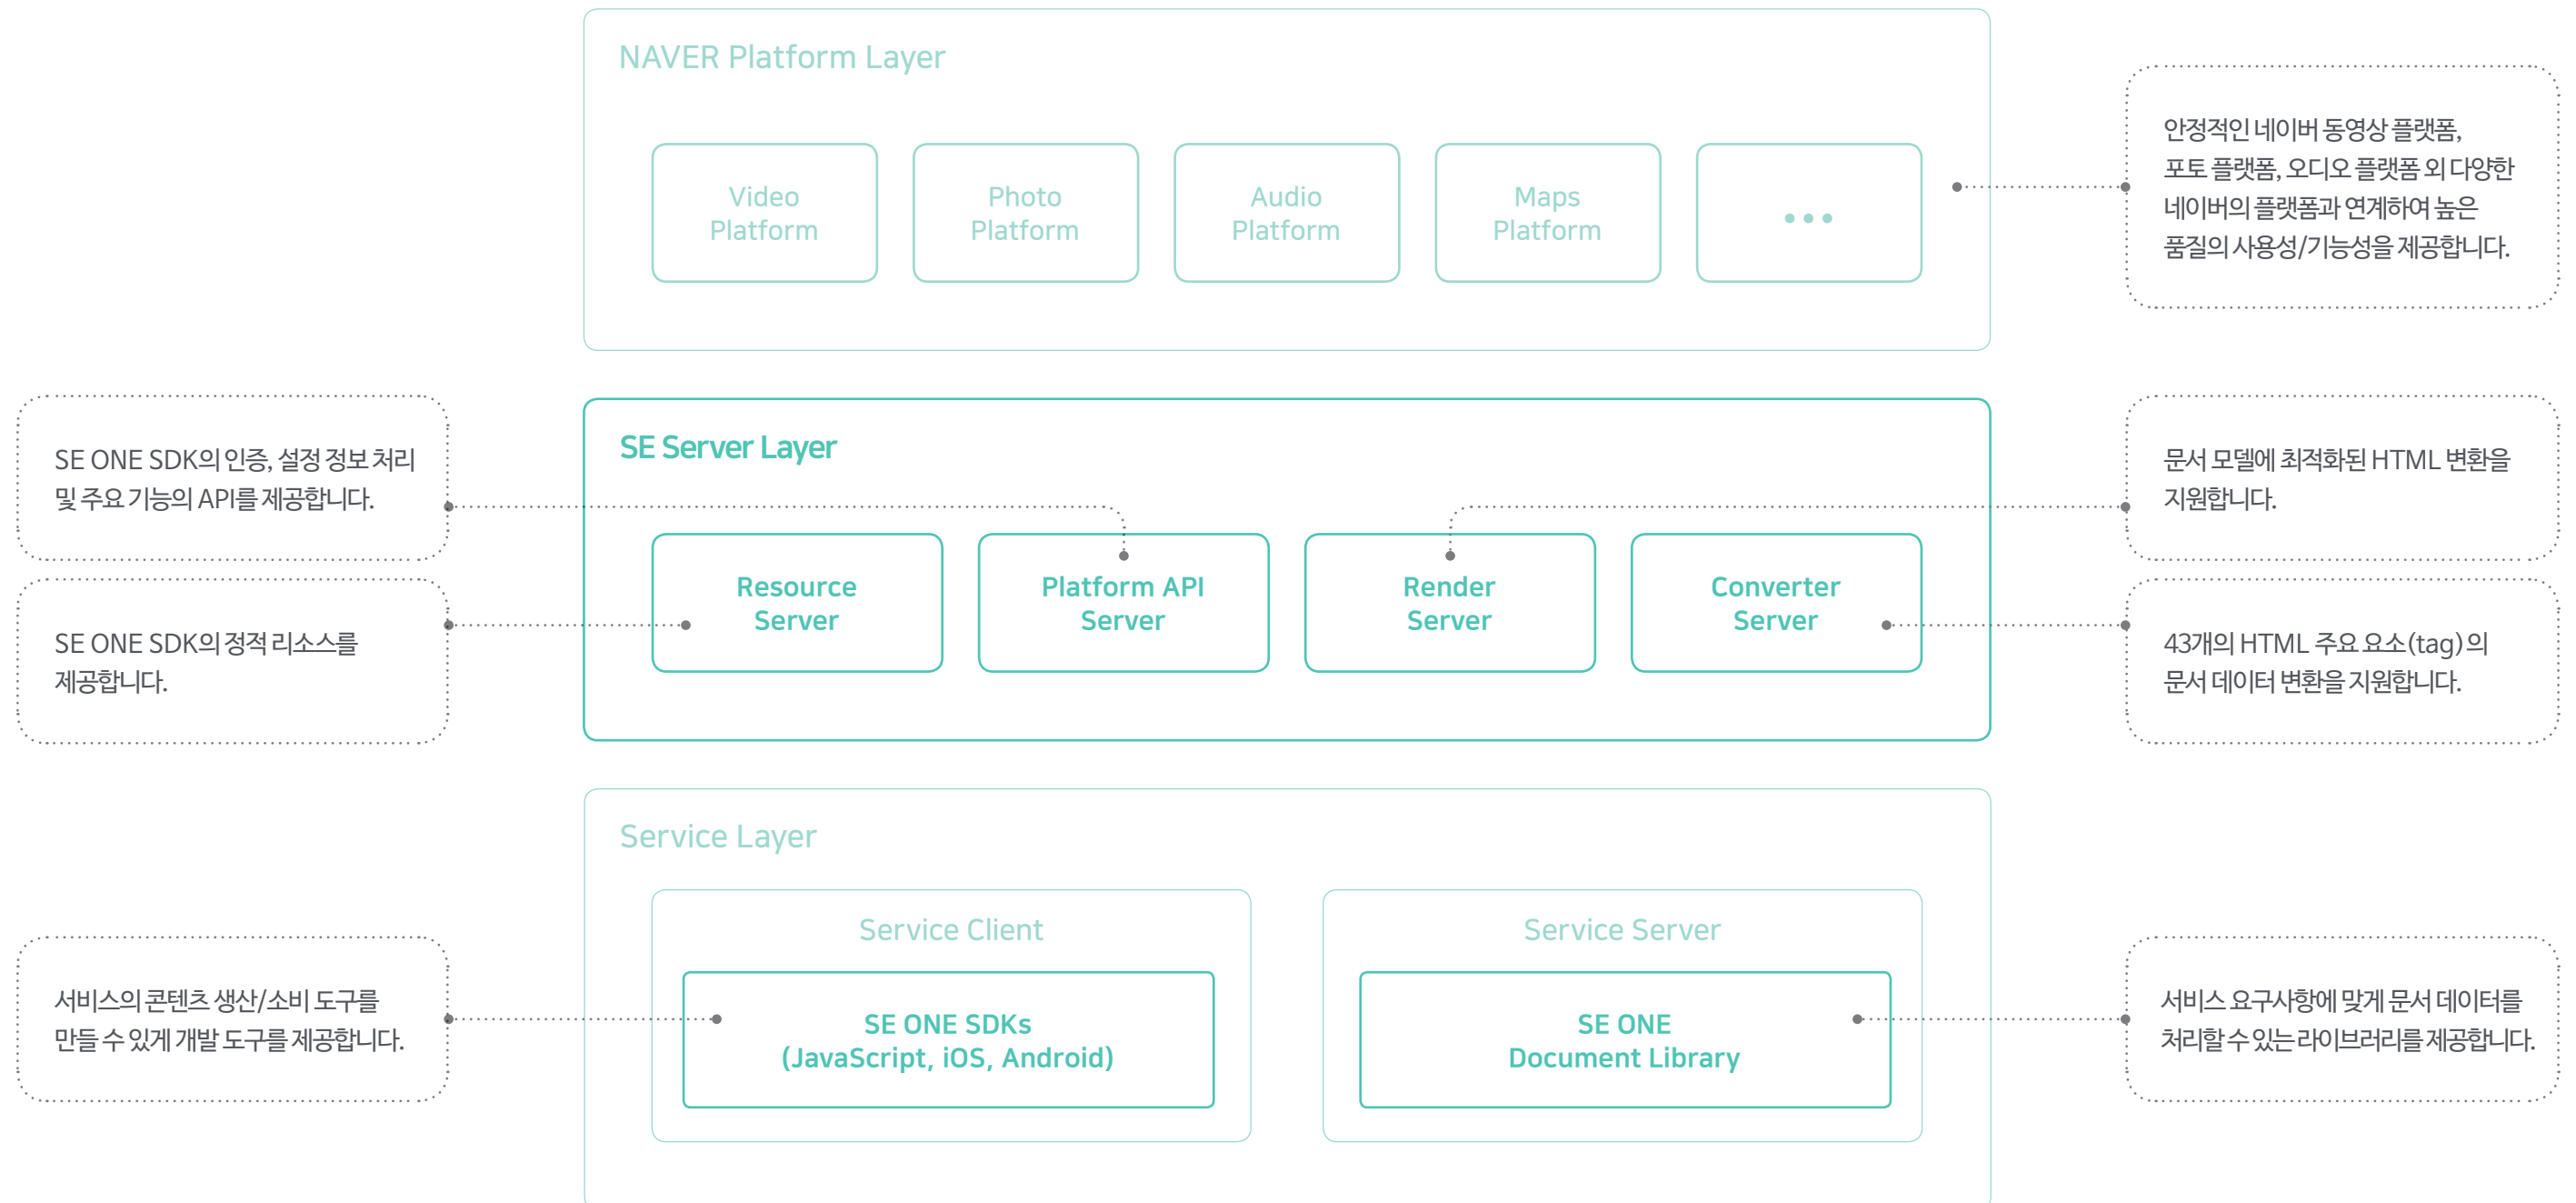 NAVER Platform Layer
Video
Platform
Photo
Platform
Audio
Platform
Maps
Platform
•••
안정적인 네이버 동영상 플랫폼,
포토 플랫폼, 오디오 플랫폼 외 다양한
네이버의 플랫폼과 연계하여 높은
품질의 사용성/기능성을 제공합니다.
SE ONE SDK의 인증, 설정 정보 처리
및 주요 기능의 API를 제공합니다.
SE ONE SDK의 정적 리소스를
제공합니다.
SE Server Layer
Resource
Server
Platform API
Server
Render
Server
Converter
Server
문서 모델에 최적화된 HTML 변환을
지원합니다.
43개의 HTML 주요 요소(tag)의
문서 데이터 변환을 지원합니다.
Service Layer
Service Client
SE ONE SDKs
(JavaScript, iOS, Android)
Service Server
SE ONE
Document Library
서비스의 콘텐츠 생산/소비 도구를
만들 수 있게 개발 도구를 제공합니다.
서비스 요구사항에 맞게 문서 데이터를
처리할 수 있는 라이브러리를 제공합니다.